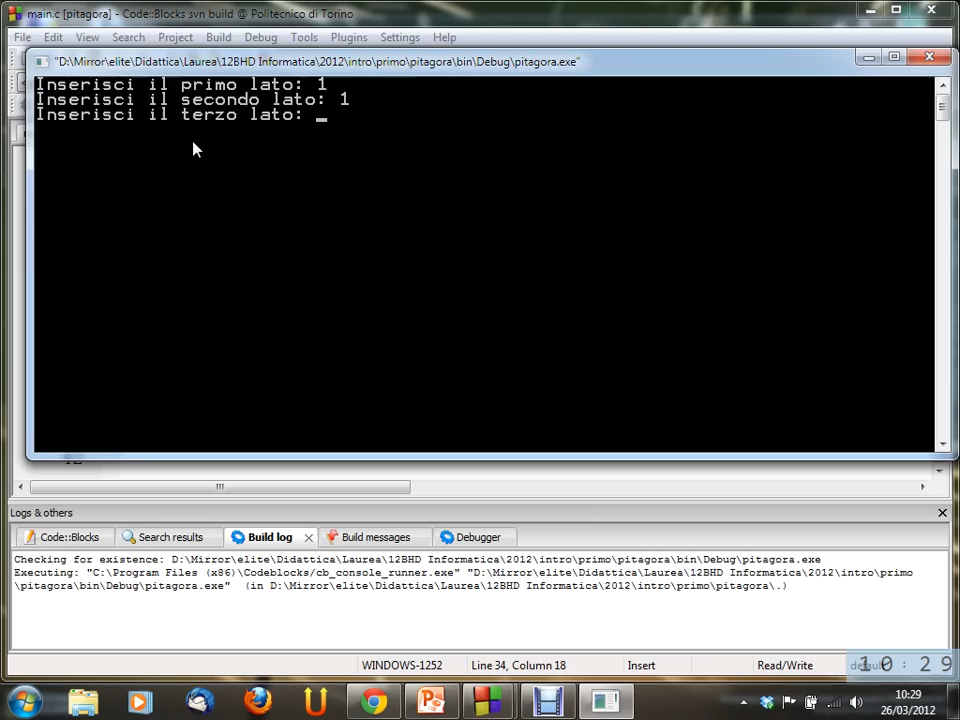 main.c [pitagora] - Code::Blocks svn build @ Politecnico di Torino
File Edit View Search Project Build Debug Tools Plugins Settings Help
"D:\Mirror\elite\Didattica\Laurea\12BHD Informatica\2012\intro\primo\pitagora\bin\Debug\pitagora.exe"
Inserisci il primo lato: 1
Inserisci il secondo lato: 1
Inserisci il terzo lato: _
Logs & others
Code::Blocks Search results Build log Build messages Debugger
Checking for existence: D:\Mirror\elite\Didattica\Laurea\12BHD Informatica\2012\intro\primo\pitagora\bin\Debug\pitagora.exe
Executing: "C:\Program Files (x86)\Codeblocks/cb_console_runner.exe" "D:\Mirror\elite\Didattica\Laurea\12BHD Informatica\2012\intro\primo
\pitagora\bin\Debug\pitagora.exe" (in D:\Mirror\elite\Didattica\Laurea\12BHD Informatica\2012\intro\primo\pitagora\.)
WINDOWS-1252 Line 34, Column 18 Insert Read/Write 10:29
10:29
26/03/2012